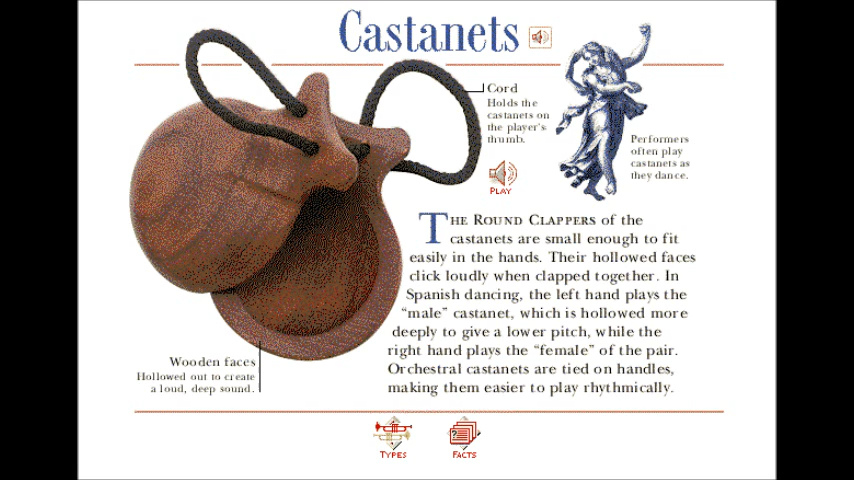 Castanets
Cord
Holds the
castanets on
the player's
thumb.
PLAY
Performers
often play
castanets as
they dance.
THE ROUND CLAPPERS of the
castanets are small enough to fit
easily in the hands. Their hollowed faces
click loudly when clapped together. In
Spanish dancing, the left hand plays the
“male” castanet, which is hollowed more
deeply to give a lower pitch, while the
right hand plays the “female” of the pair.
Orchestral castanets are tied on handles,
making them easier to play rhythmically.
Wooden faces
Hollowed out to create
a loud, deep sound.
TYPES
FACTS